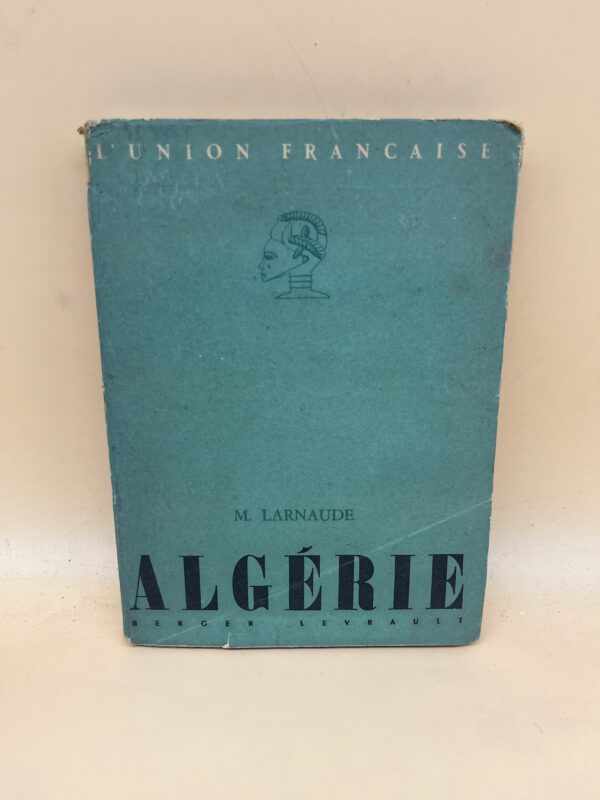 L'UNION FRANCAISE
M. LARNAUDE
ALGÉRIE
BERGER LEVRAULT